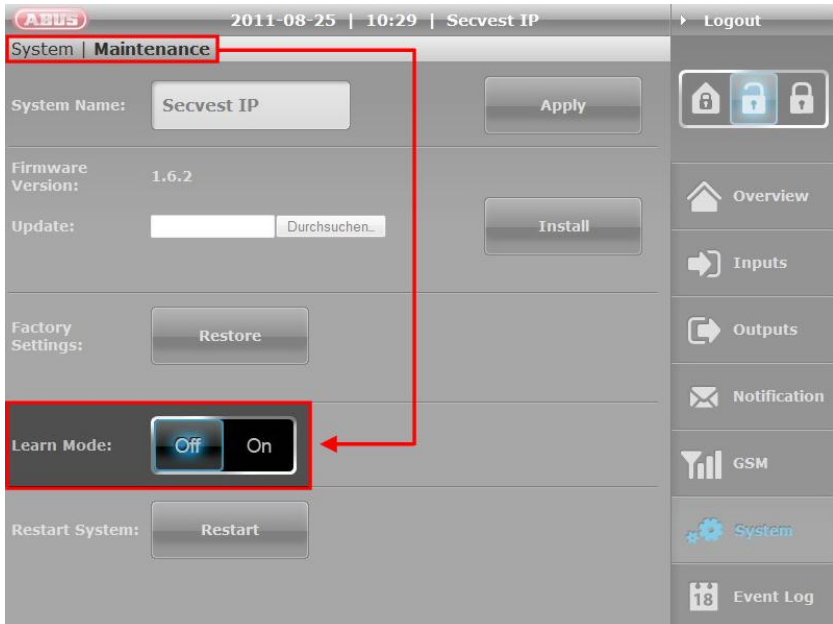 ABUS
2011-08-25 | 10:29 | Secvest IP
Logout
System | Maintenance
System Name:
Secvest IP
Apply
Firmware
Version:
1.6.2
Update:
Durchsuchen...
Install
Factory
Settings:
Restore
Learn Mode:
Off
On
Restart System:
Restart
Overview
Inputs
Outputs
Notification
GSM
System
18
Event Log